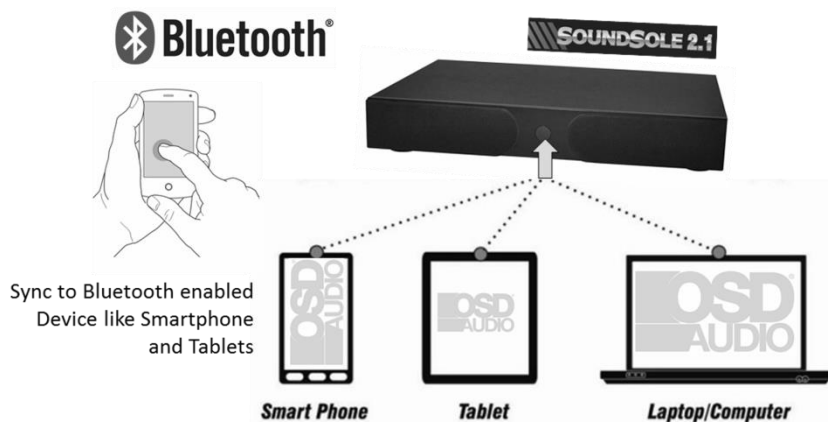 Bluetooth®
SOUNDSOLE 2.1
Sync to Bluetooth enabled
Device like Smartphone
and Tablets
OSD
AUDIO
OSD
AUDIO
OSD®
AUDIO
Smart Phone
Tablet
Laptop/Computer